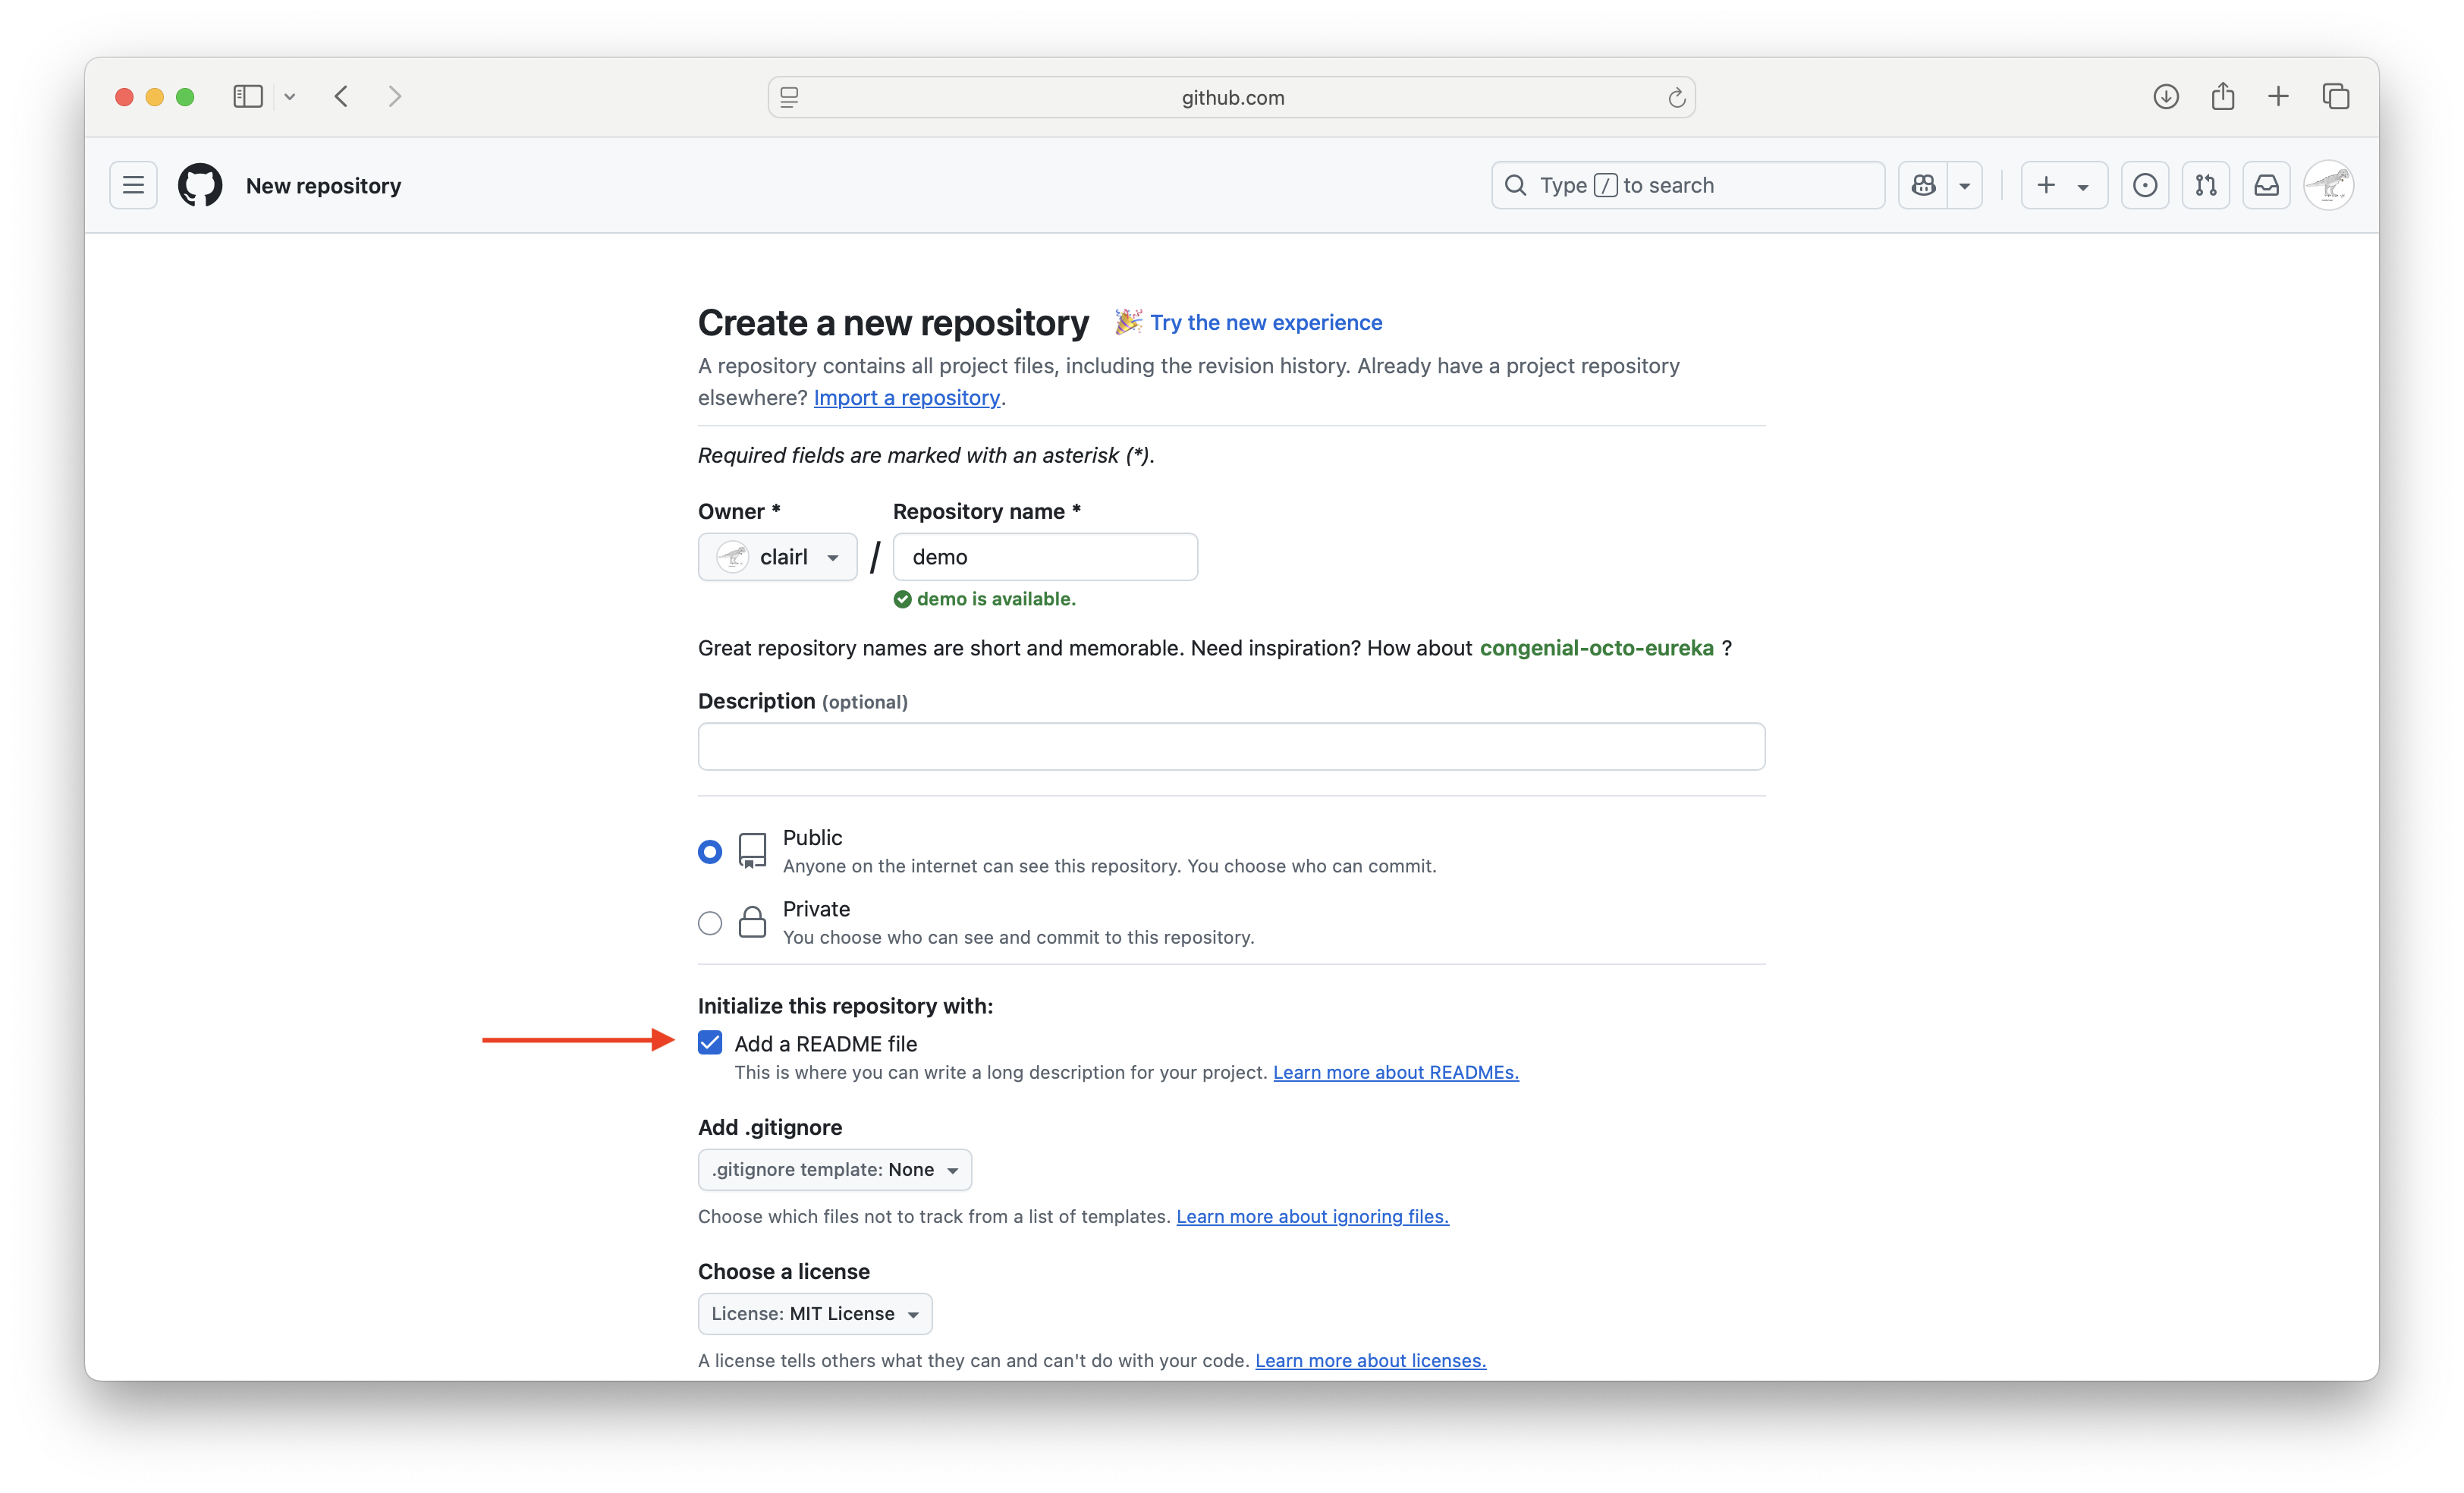 github.com
New repository
Type / to search
Create a new repository 🎉 Try the new experience
A repository contains all project files, including the revision history. Already have a project repository
elsewhere? Import a repository.
Required fields are marked with an asterisk (*).
Owner * Repository name *
clairl / demo
demo is available.
Great repository names are short and memorable. Need inspiration? How about congenial-octo-eureka ?
Description (optional)
Public
Anyone on the internet can see this repository. You choose who can commit.
Private
You choose who can see and commit to this repository.
Initialize this repository with:
Add a README file
This is where you can write a long description for your project. Learn more about READMEs.
Add .gitignore
.gitignore template: None
Choose which files not to track from a list of templates. Learn more about ignoring files.
Choose a license
License: MIT License
A license tells others what they can and can't do with your code. Learn more about licenses.